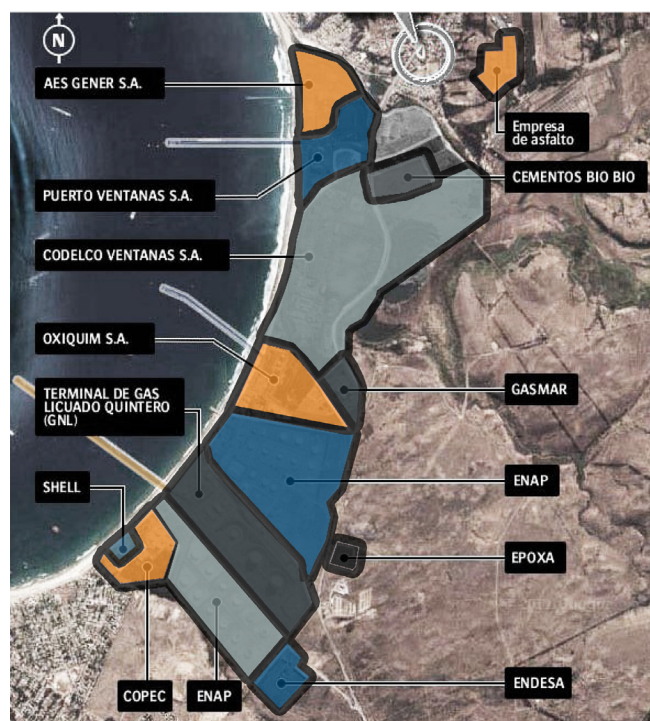 N
AES GENER S.A.
Empresa
de asfalto
PUERTO VENTANAS S.A.
CEMENTOS BIO BIO
CODELCO VENTANAS S.A.
OXIQUIM S.A.
TERMINAL DE GAS
LICUADO QUINTERO
(GNL)
GASMAR
SHELL
ENAP
EPOXA
COPEC
ENAP
ENDESA